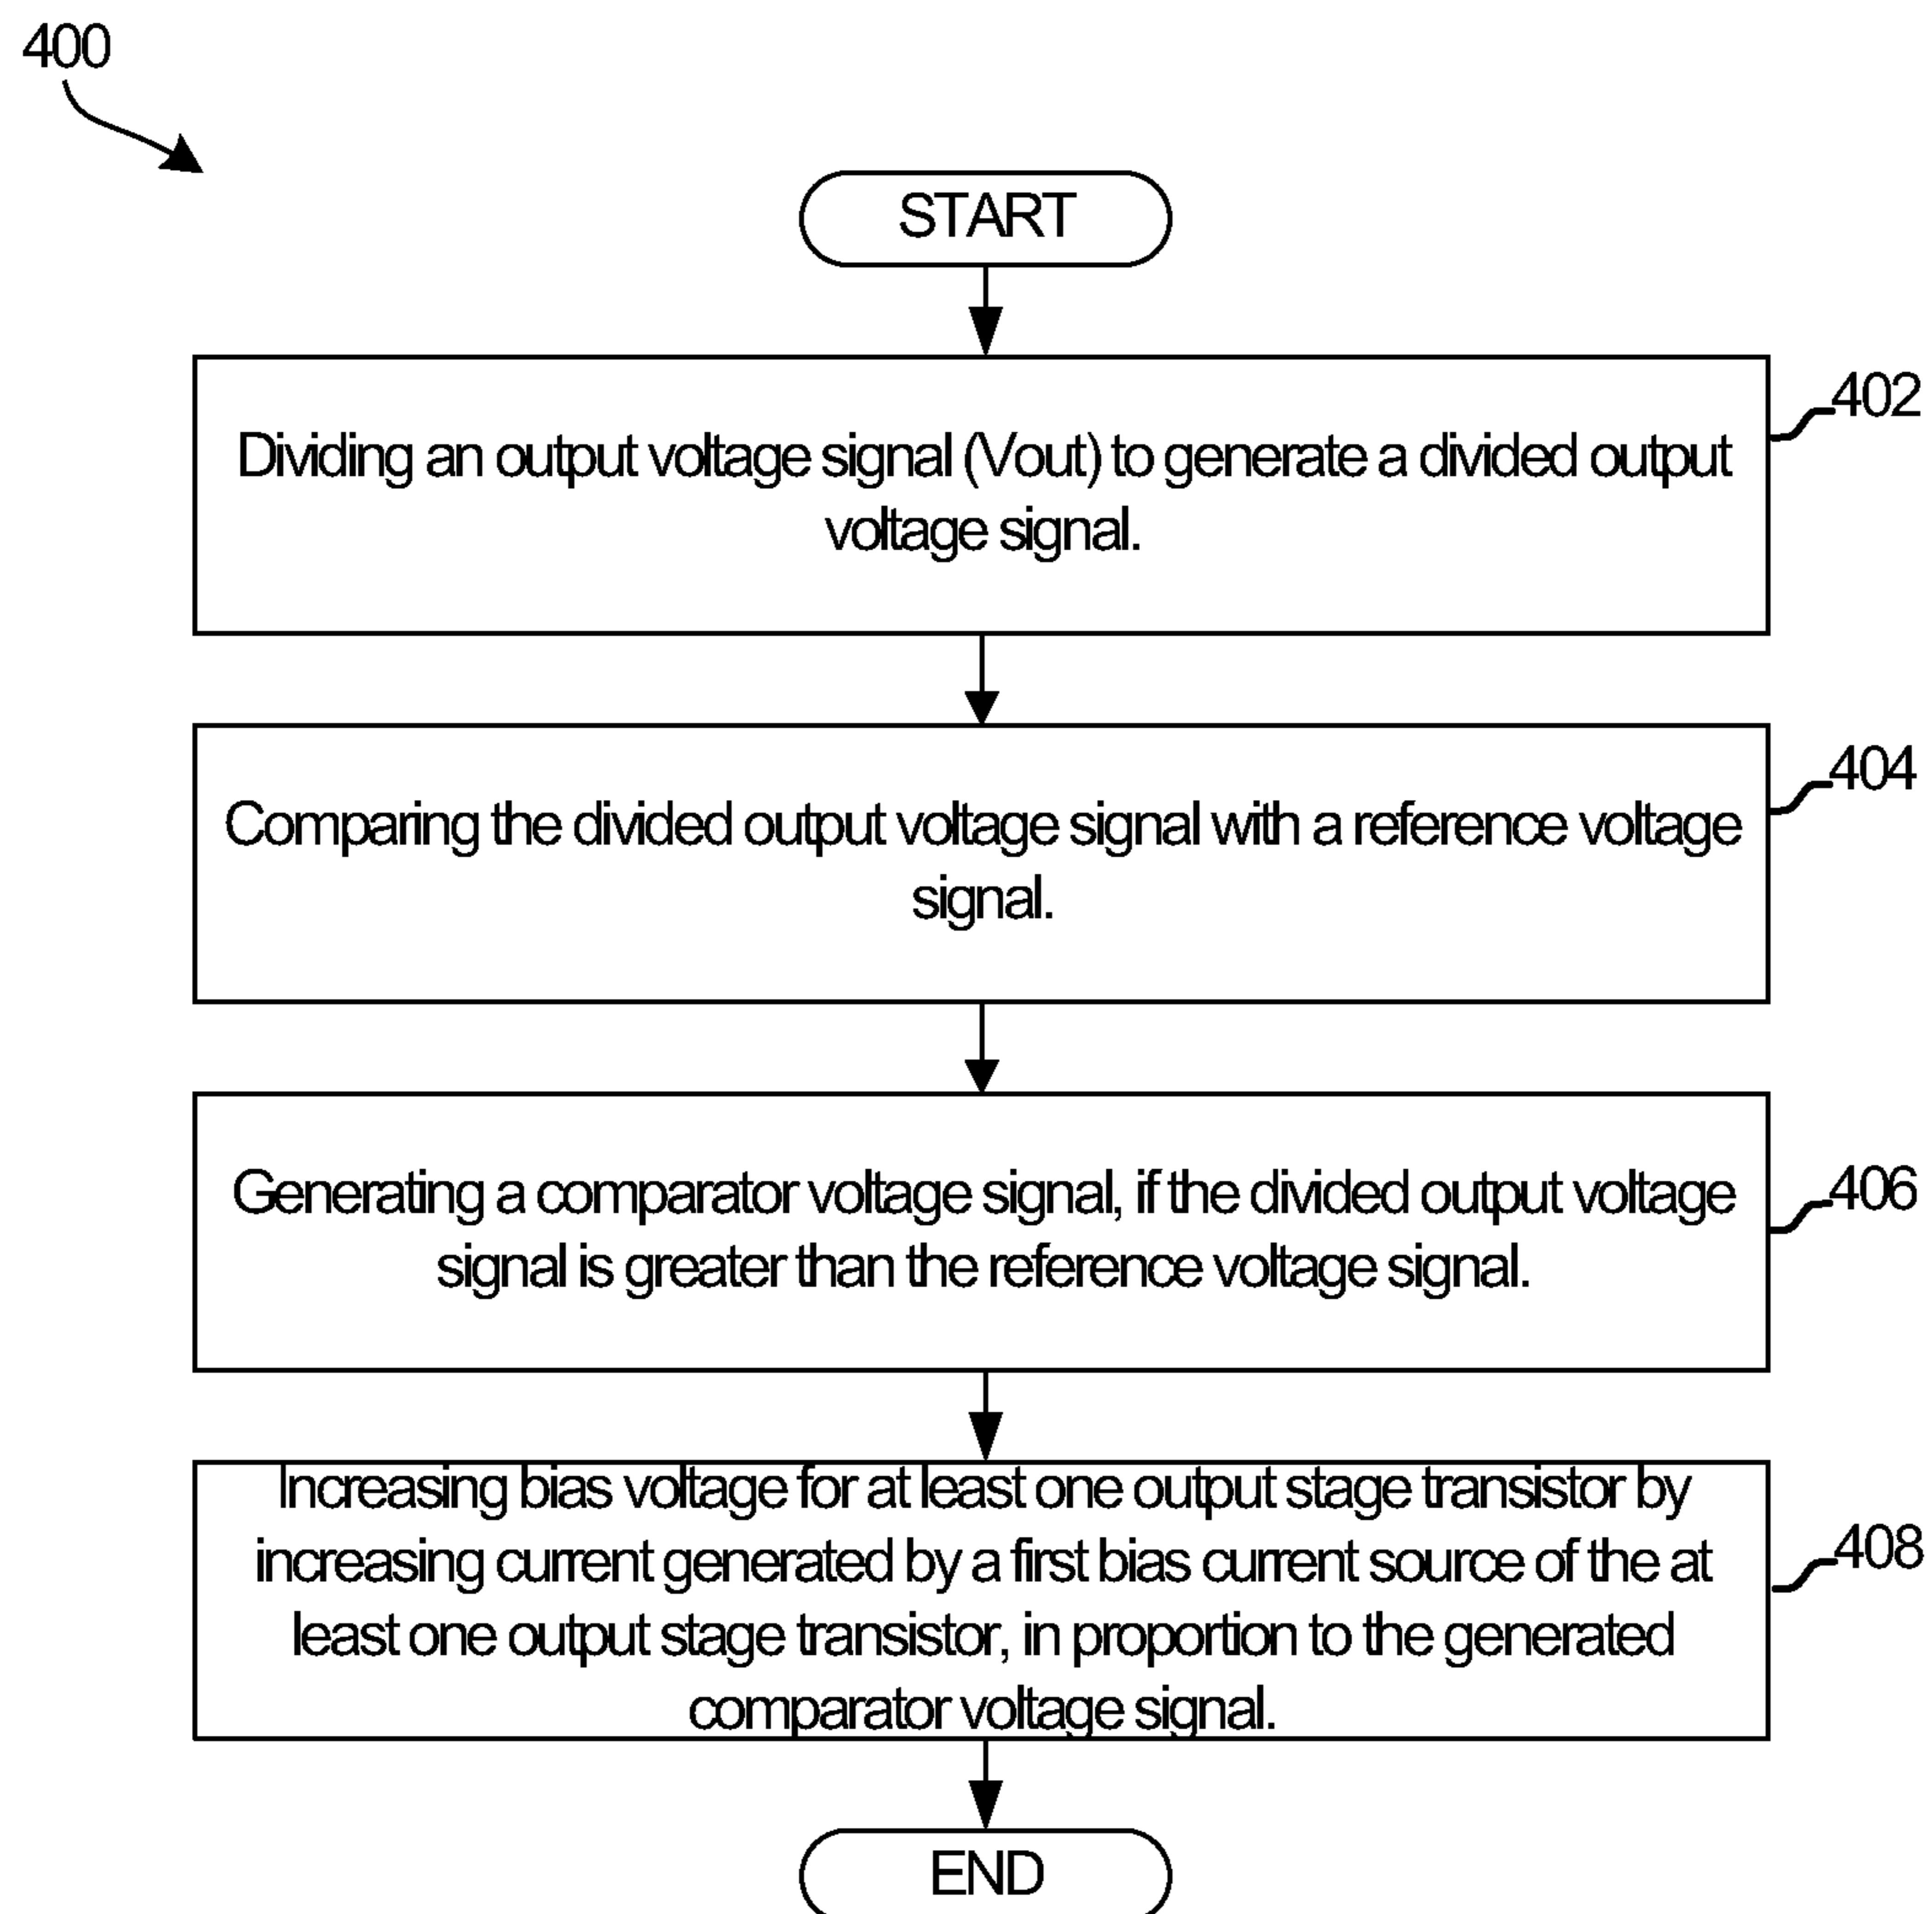 400
START
Dividing an output voltage signal (Vout) to generate a divided output
voltage signal.
402
Comparing the divided output voltage signal with a reference voltage
signal.
404
Generating a comparator voltage signal, if the divided output voltage
signal is greater than the reference voltage signal.
406
Increasing bias voltage for at least one output stage transistor by
increasing current generated by a first bias current source of the at
least one output stage transistor, in proportion to the generated
comparator voltage signal.
408
END